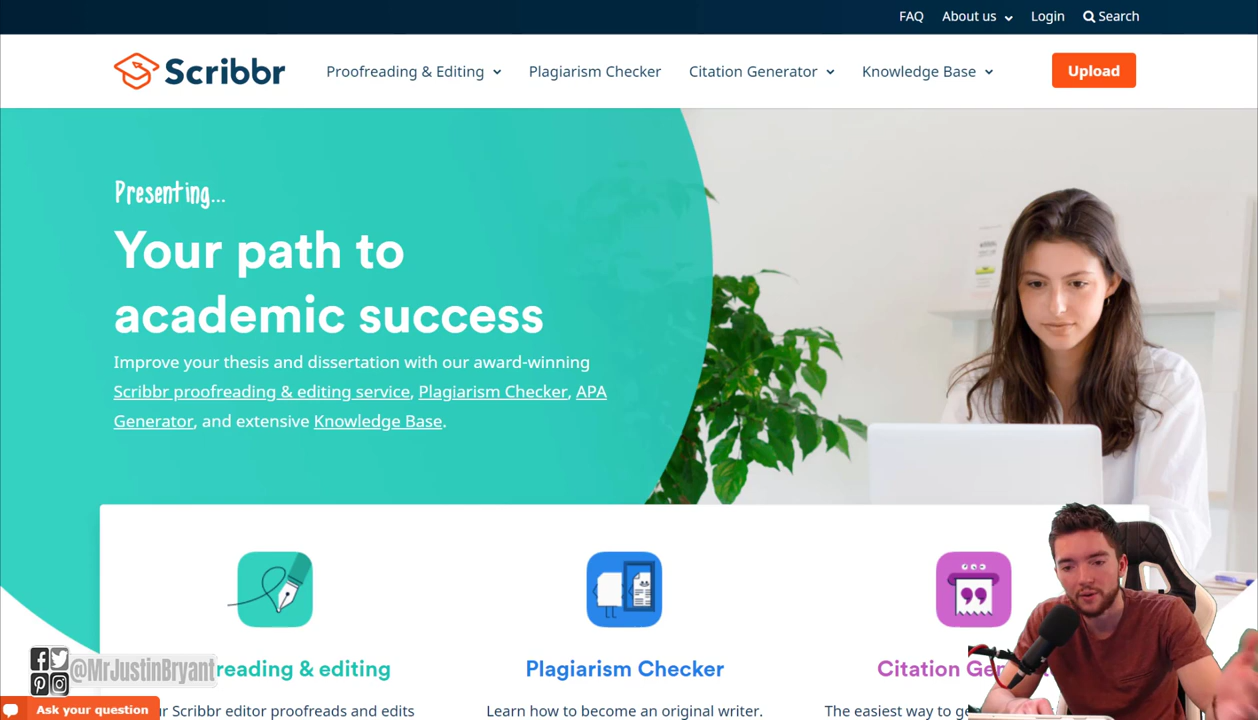 FAQ About us Login Search
Scribbr Proofreading & Editing Plagiarism Checker Citation Generator Knowledge Base Upload
Presenting...
Your path to
academic success
Improve your thesis and dissertation with our award-winning
Scribbr proofreading & editing service, Plagiarism Checker, APA
Generator, and extensive Knowledge Base.
reading & editing Plagiarism Checker Citation Ge
@MrJustinBryant
Ask your question
Scribbr editor proofreads and edits Learn how to become an original writer. The easiest way to